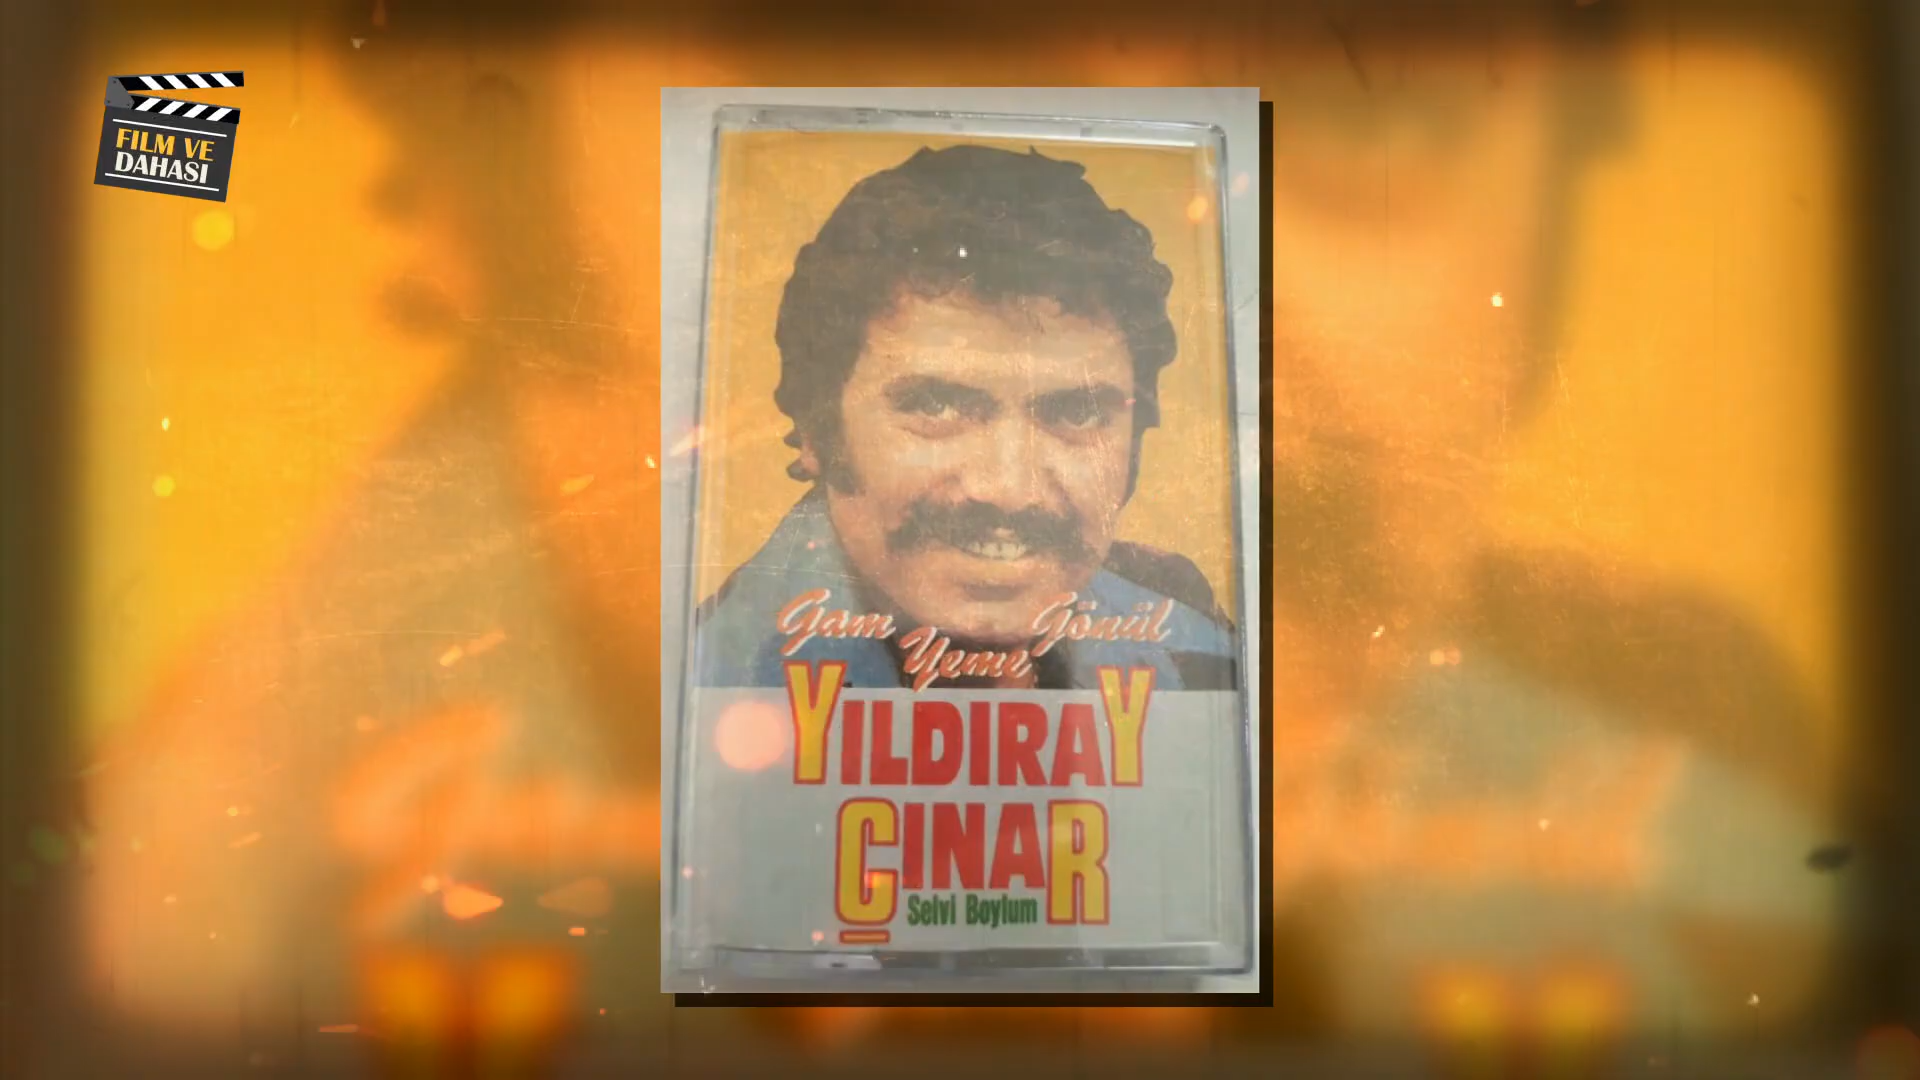 FILM VE
DAHASI
Gam Yeme Gönül
YILDIRAY
ÇINAR
Selvi Boylum